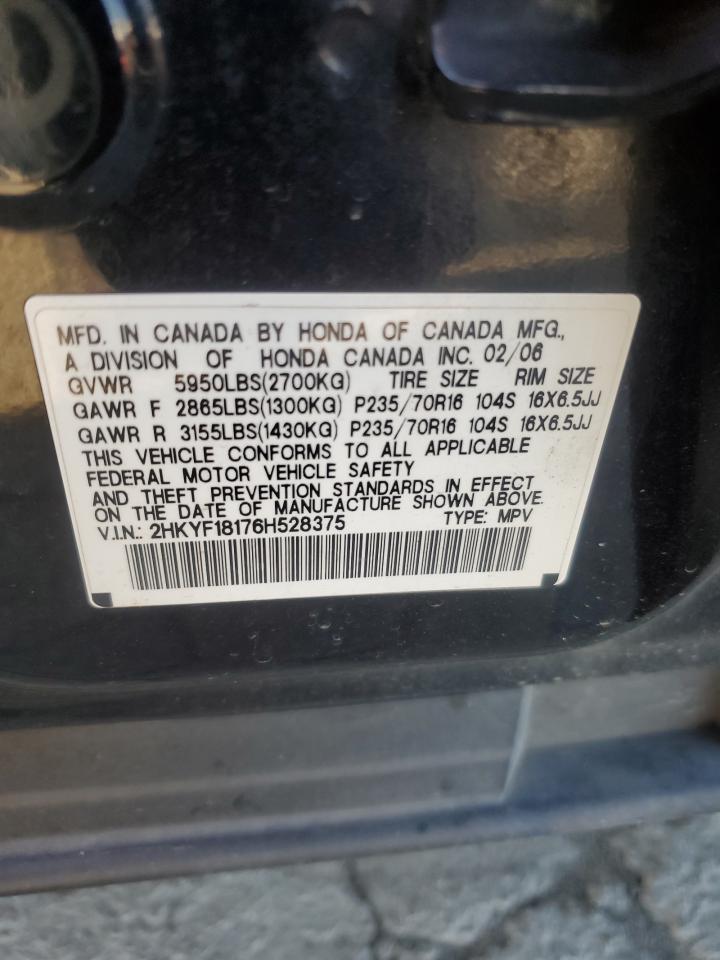 MFD. IN CANADA BY HONDA OF CANADA MFG.,
A DIVISION OF HONDA CANADA INC. 02/06
GVWR 5950LBS(2700KG) TIRE SIZE RIM SIZE
GAWR F 2865LBS(1300KG) P235/70R16 104S 16X6.5JJ
GAWR R 3155LBS(1430KG) P235/70R16 104S 16X6.5JJ
THIS VEHICLE CONFORMS TO ALL APPLICABLE
FEDERAL MOTOR VEHICLE SAFETY
AND THEFT PREVENTION STANDARDS IN EFFECT
ON THE DATE OF MANUFACTURE SHOWN ABOVE.
V.I.N.: 2HKYF18176H528375 TYPE: MPV